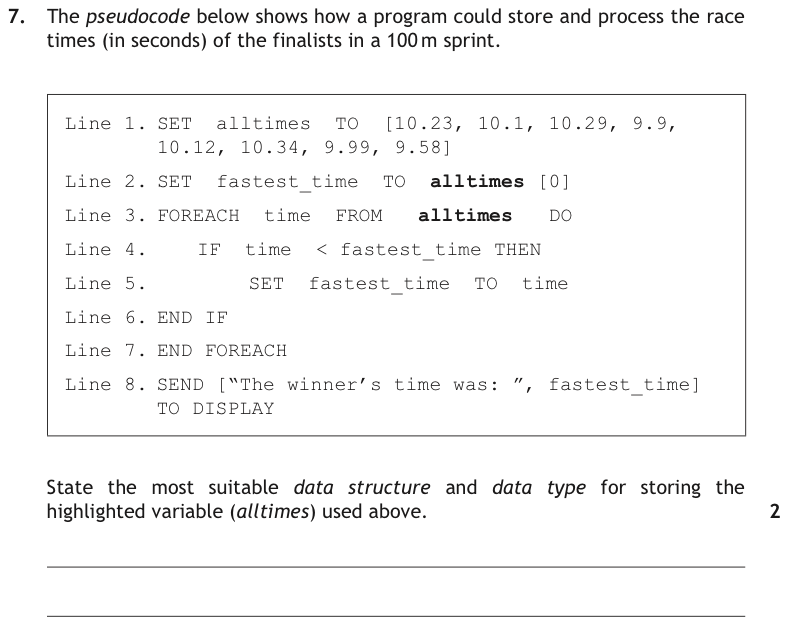 7. The pseudocode below shows how a program could store and process the race
times (in seconds) of the finalists in a 100 m sprint.
Line 1. SET alltimes TO [10.23, 10.1, 10.29, 9.9,
10.12, 10.34, 9.99, 9.58]
Line 2. SET fastest_time TO alltimes [0]
Line 3. FOREACH time FROM alltimes DO
Line 4. IF time < fastest_time THEN
Line 5. SET fastest_time TO time
Line 6. END IF
Line 7. END FOREACH
Line 8. SEND [“The winner’s time was: ”, fastest_time]
TO DISPLAY
State the most suitable data structure and data type for storing the
highlighted variable (alltimes) used above. 2